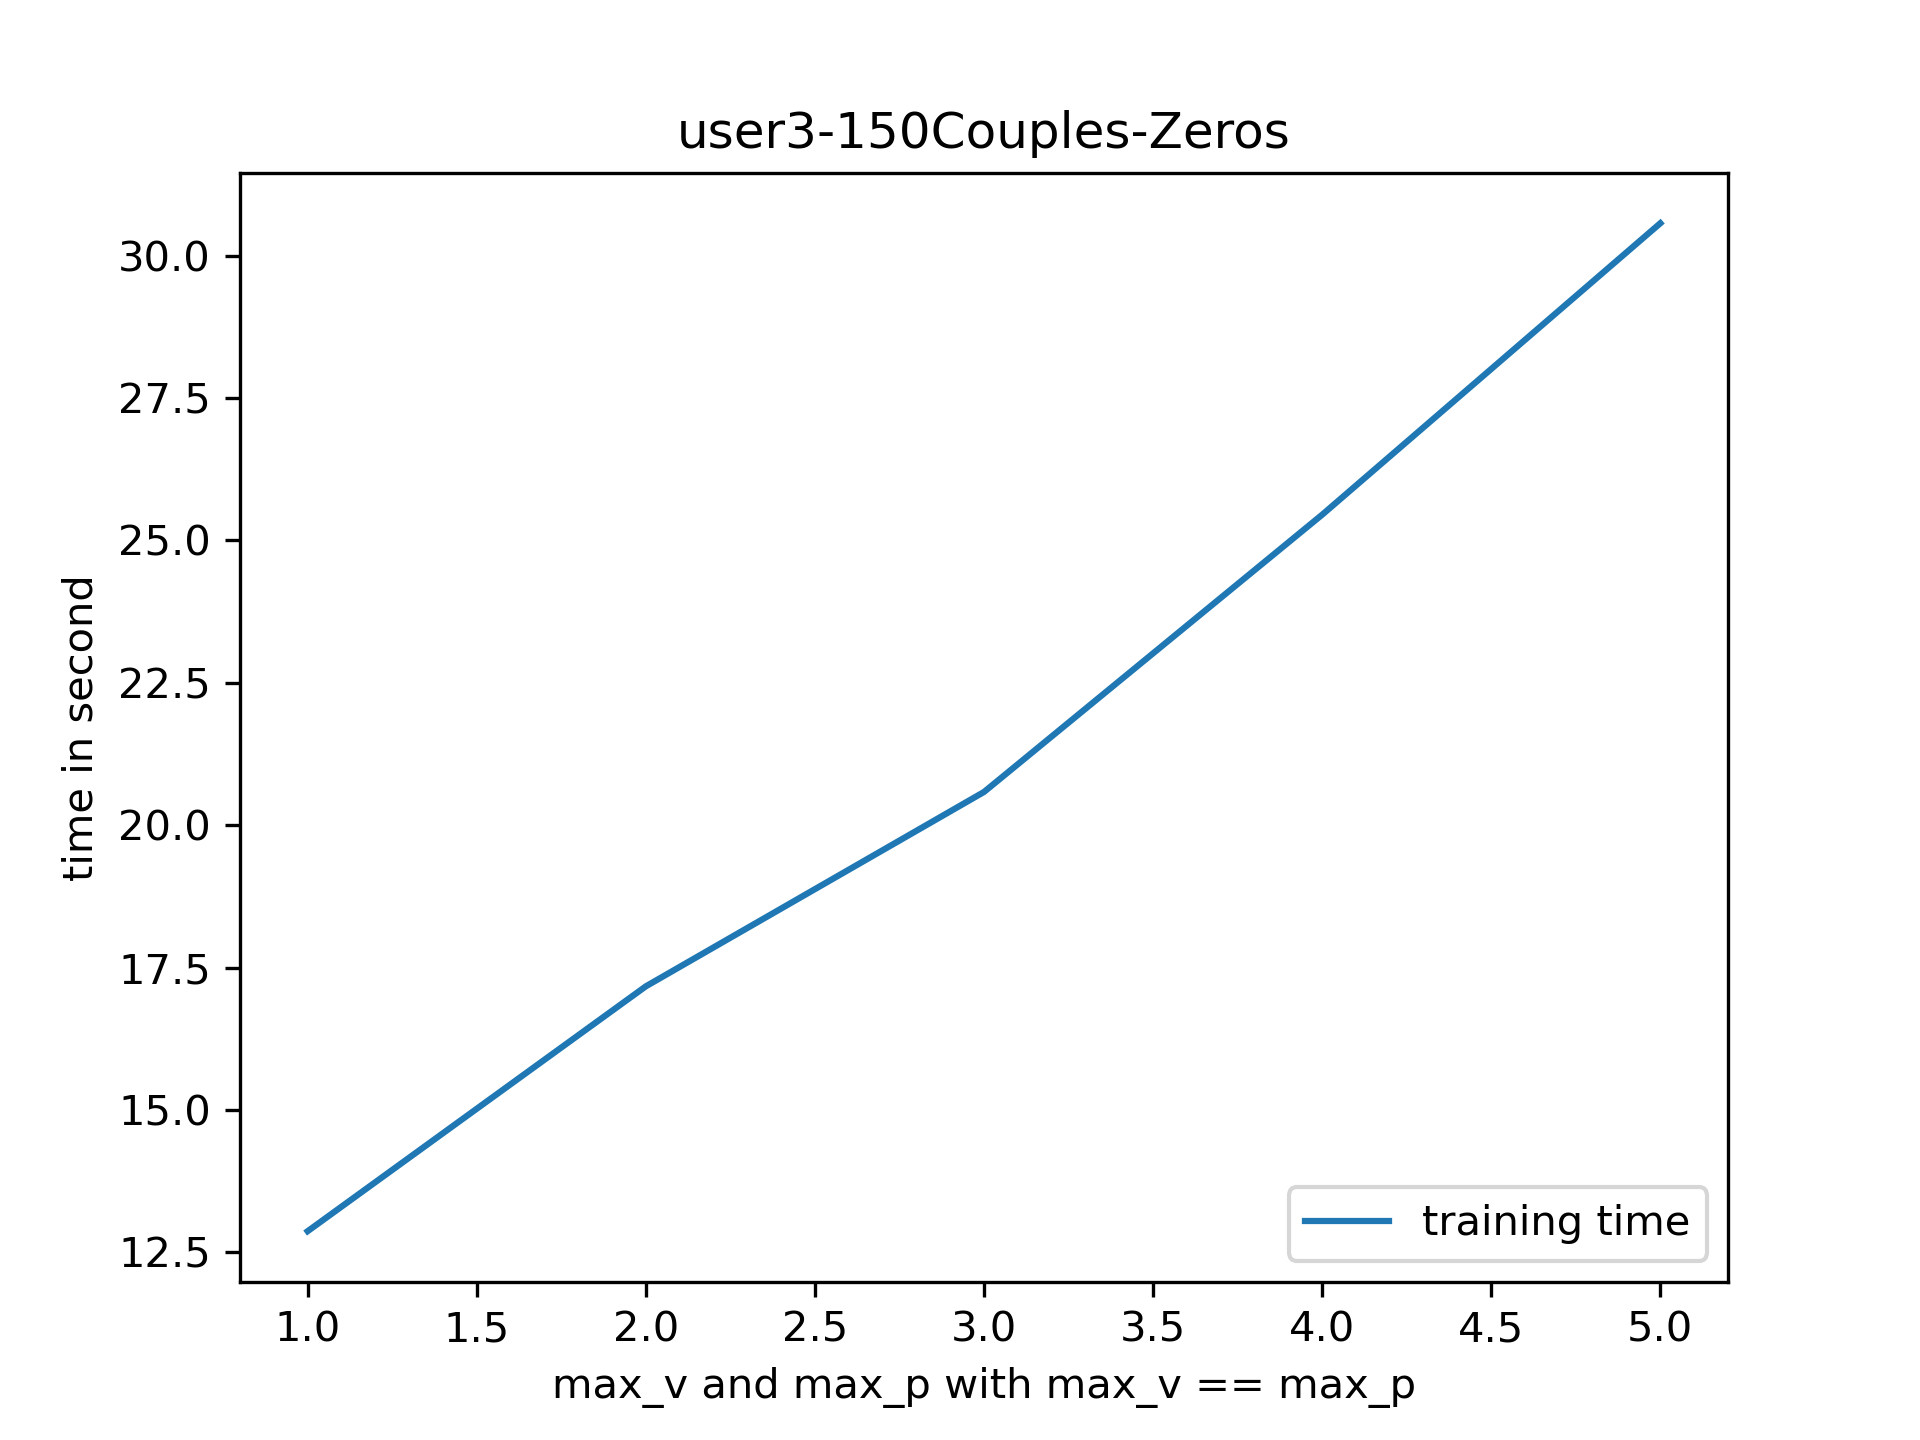 user3-150Couples-Zeros
30.0
27.5
25.0
22.5
20.0
17.5
15.0
12.5
time in second
training time
1.0 1.5 2.0 2.5 3.0 3.5 4.0 4.5 5.0
max_v and max_p with max_v == max_p